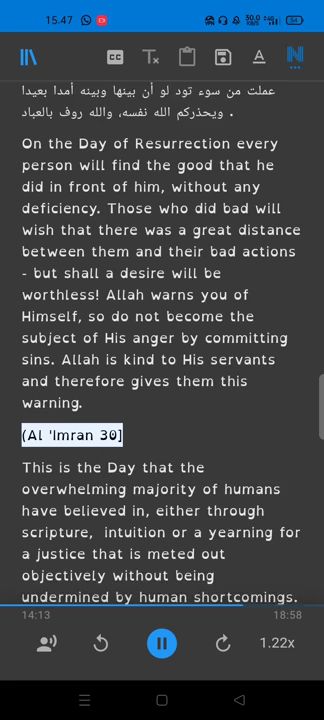 15.47
30.0 KB/S
54
CC
عملت من سوء تود لو أن بينها وبينه أمدا بعيدا
ويحذركم الله نفسه، والله روف بالعباد .
On the Day of Resurrection every
person will find the good that he
did in front of him, without any
deficiency. Those who did bad will
wish that there was a great distance
between them and their bad actions
- but shall a desire will be
worthless! Allah warns you of
Himself, so do not become the
subject of His anger by committing
sins. Allah is kind to His servants
and therefore gives them this
warning.
(Al 'Imran 30]
This is the Day that the
overwhelming majority of humans
have believed in, either through
scripture, intuition or a yearning for
a justice that is meted out
objectively without being
undermined by human shortcomings.
14:13
18:58
1.22x